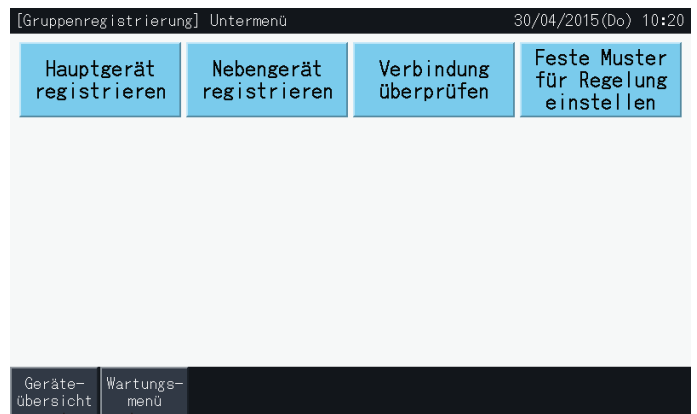 [Gruppenregistrierung] Untermenü 30/04/2015(Do) 10:20
Hauptgerät
registrieren
Nebengerät
registrieren
Verbindung
überprüfen
Feste Muster
für Regelung
einstellen
Geräte-
übersicht
Wartungs-
menü